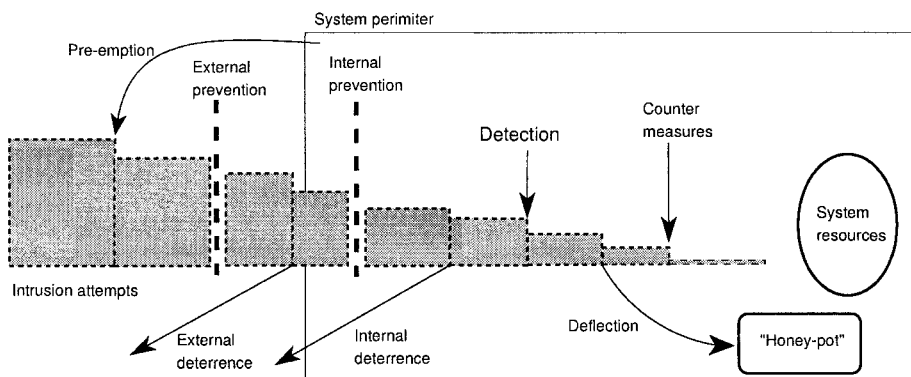 System perimiter
Pre-emption
External
prevention
Internal
prevention
Detection
Counter
measures
System
resources
Intrusion attempts
External
deterrence
Internal
deterrence
Deflection
"Honey-pot"